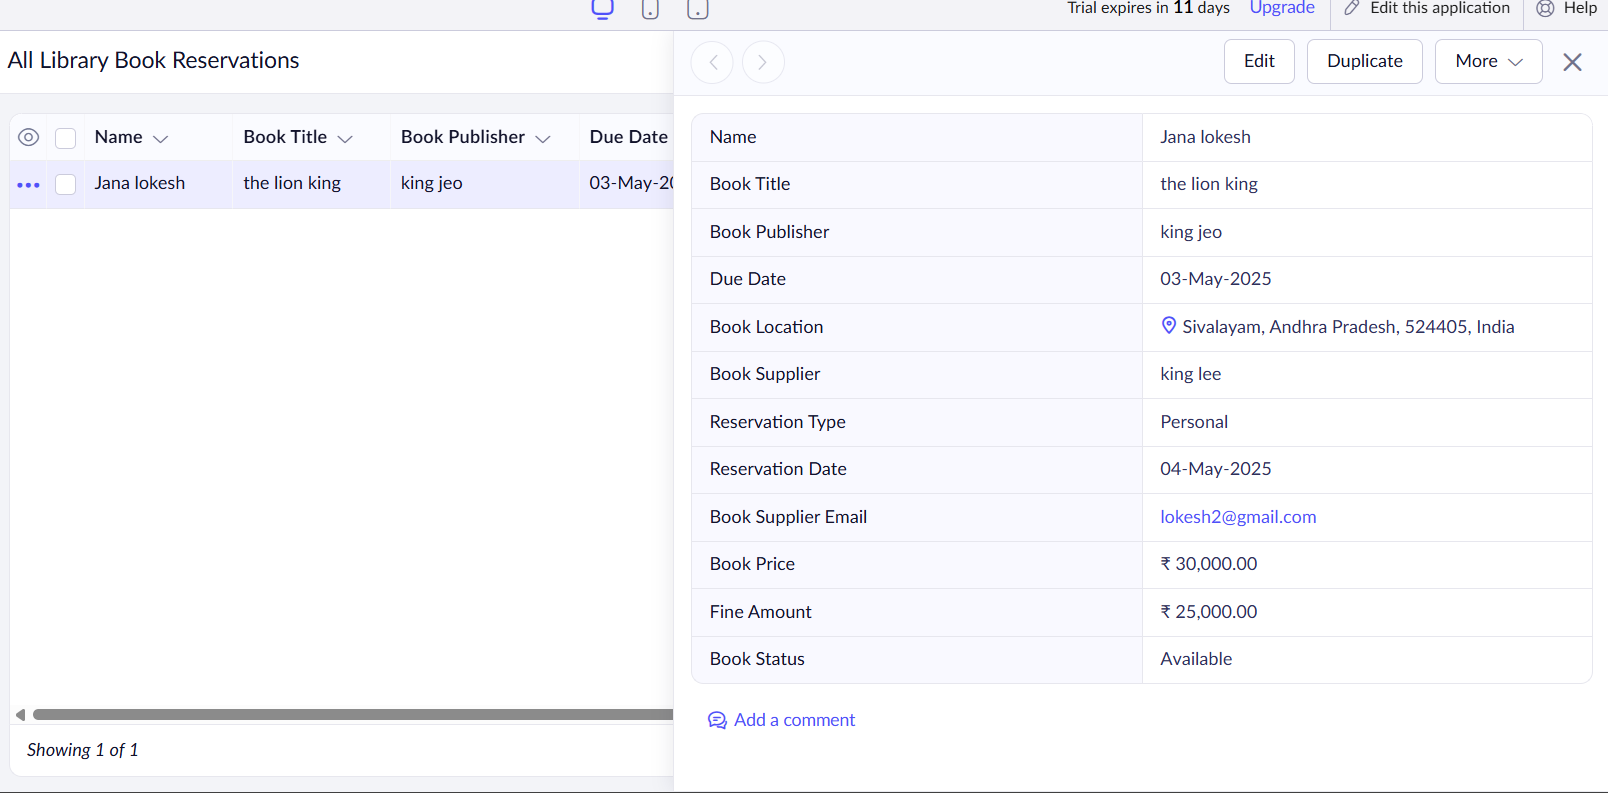 Trial expires in 11 days Upgrade Edit this application Help
All Library Book Reservations
Edit Duplicate More
Name Book Title Book Publisher Due Date
Jana lokesh the lion king king jeo 03-May-20
Showing 1 of 1
Name Jana lokesh
Book Title the lion king
Book Publisher king jeo
Due Date 03-May-2025
Book Location Sivalayam, Andhra Pradesh, 524405, India
Book Supplier king lee
Reservation Type Personal
Reservation Date 04-May-2025
Book Supplier Email lokesh2@gmail.com
Book Price ₹ 30,000.00
Fine Amount ₹ 25,000.00
Book Status Available
Add a comment